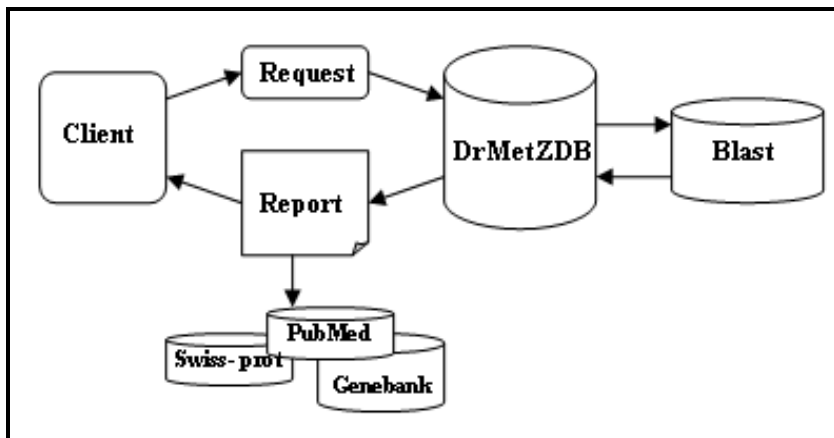 Request
Client
DrMetZDB
Blast
Report
PubMed
Swiss-prot
Genebank